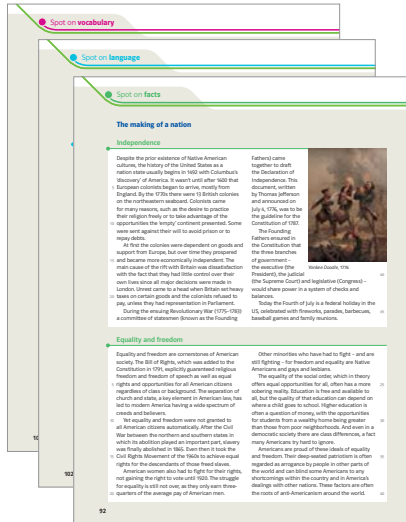 Spot on vocabulary
Spot on language
Spot on facts
The making of a nation
Independence
Despite the prior existence of Native American
cultures, the history of the United States as a
nation state usually begins in 1492 with Columbus's
'discovery' of America. It wasn't until after 1600 that
5 European colonists began to arrive, mostly from
England. By the 1770s there were 13 British colonies
on the northeastern seaboard. Colonists came
for many reasons, such as the desire to practice
their religion freely or to take advantage of the
10 opportunities the 'empty' continent presented. Some
were sent against their will to avoid prison or to
repay debts.
At first the colonies were dependent on goods and
support from Europe, but over time they prospered
15 and became more economically independent. The
main cause of the rift with Britain was dissatisfaction
with the fact that they had little control over their
own lives since all major decisions were made in
London. Unrest came to a head when Britain set heavy
20 taxes on certain goods and the colonists refused to
pay, unless they had representation in Parliament.
During the ensuing Revolutionary War (1775–1783)
a committee of statesmen (known as the Founding
Fathers) came
together to draft
the Declaration of
Independence. This
document, written
by Thomas Jefferson
and announced on
July 4, 1776, was to be
the guideline for the
Constitution of 1787.
The Founding
Fathers ensured in
the Constitution that
the three branches
of government –
the executive (the
President), the judicial
(the Supreme Court) and legislative (Congress) –
would share power in a system of checks and
balances.
Today the Fourth of July is a federal holiday in the
US, celebrated with fireworks, parades, barbecues,
baseball games and family reunions.
Yankee Doodle, 1776
Equality and freedom
Equality and freedom are cornerstones of American
society. The Bill of Rights, which was added to the
Constitution in 1791, explicitly guaranteed religious
freedom and freedom of speech as well as equal
5 rights and opportunities for all American citizens
regardless of class or background. The separation of
church and state, a key element in American law, has
led to modern America having a wide spectrum of
creeds and believers.
10 Yet equality and freedom were not granted to
all American citizens automatically. After the Civil
War between the northern and southern states in
which its abolition played an important part, slavery
was finally abolished in 1865. Even then it took the
15 Civil Rights Movement of the 1960s to achieve equal
rights for the descendants of those freed slaves.
American women also had to fight for their rights,
not gaining the right to vote until 1920. The struggle
for equality is still not over, as they only earn three-
20 quarters of the average pay of American men.
Other minorities who have had to fight – and are
still fighting – for freedom and equality are Native
Americans and gays and lesbians.
The equality of the social order, which in theory
offers equal opportunities for all, often has a more
sobering reality. Education is free and available to
all, but the quality of that education can depend on
where a child goes to school. Higher education is
often a question of money, with the opportunities
for students from a wealthy home being greater
than those from poor neighborhoods. And even in a
democratic society there are class differences, a fact
many Americans try hard to ignore.
Americans are proud of these ideals of equality
and freedom. Their deep-seated patriotism is often
regarded as arrogance by people in other parts of
the world and can blind some Americans to any
shortcomings within the country and in America's
dealings with other nations. These factors are often
the roots of anti-Americanism around the world.
102
92